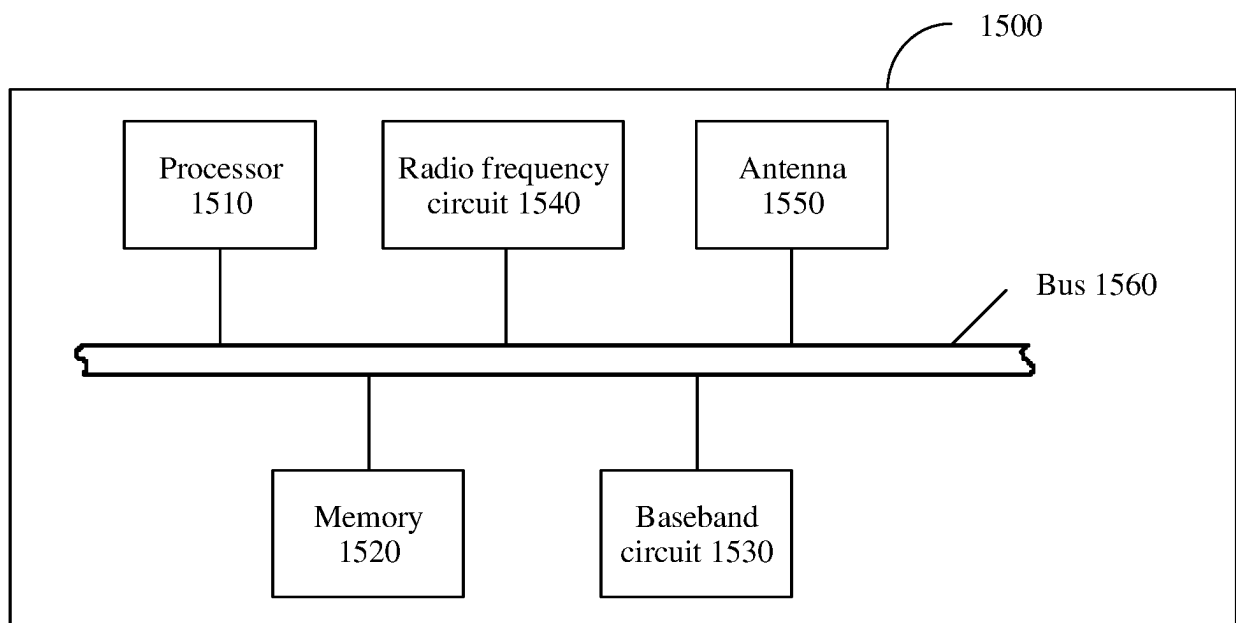 1500
Processor
1510
Radio frequency
circuit 1540
Antenna
1550
Bus 1560
Memory
1520
Baseband
circuit 1530